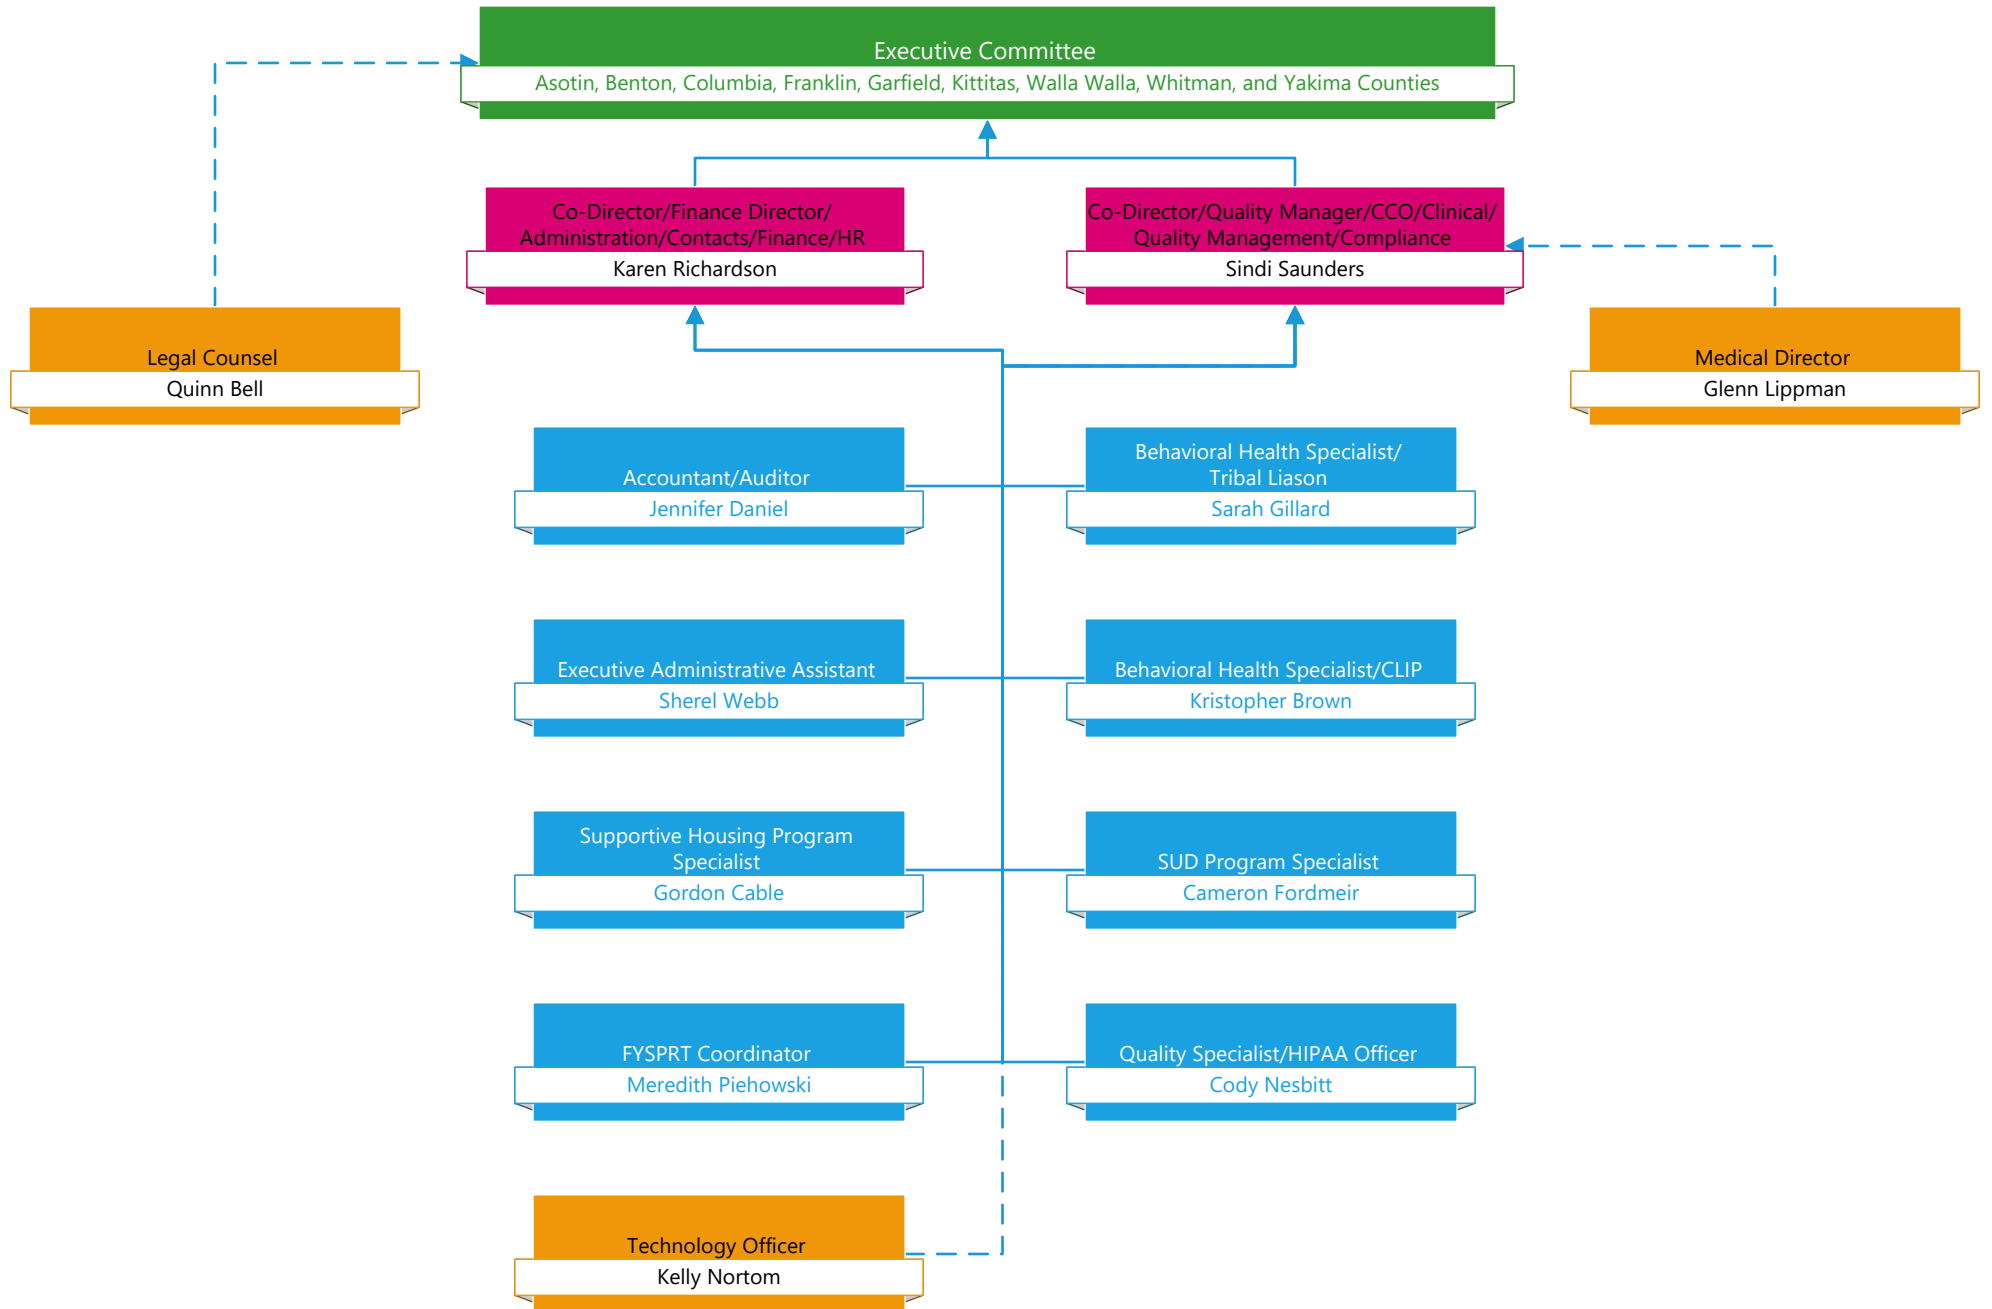 Executive Committee
Asotin, Benton, Columbia, Franklin, Garfield, Kittitas, Walla Walla, Whitman, and Yakima Counties
Co-Director/Finance Director/
Administration/Contacts/Finance/HR
Karen Richardson
Co-Director/Quality Manager/CCO/Clinical/
Quality Management/Compliance
Sindi Saunders
Legal Counsel
Quinn Bell
Medical Director
Glenn Lippman
Accountant/Auditor
Jennifer Daniel
Behavioral Health Specialist/
Tribal Liason
Sarah Gillard
Executive Administrative Assistant
Sherel Webb
Behavioral Health Specialist/CLIP
Kristopher Brown
Supportive Housing Program
Specialist
Gordon Cable
SUD Program Specialist
Cameron Fordmeir
FYSPRT Coordinator
Meredith Piehowski
Quality Specialist/HIPAA Officer
Cody Nesbitt
Technology Officer
Kelly Nortom